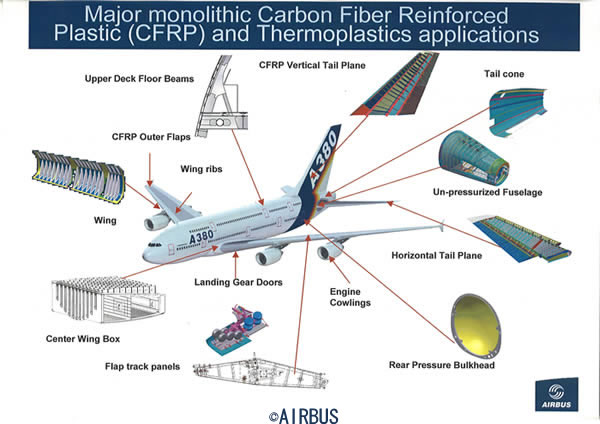 Major monolithic Carbon Fiber Reinforced
Plastic (CFRP) and Thermoplastics applications
Upper Deck Floor Beams
CFRP Vertical Tail Plane
Tail cone
CFRP Outer Flaps
Wing ribs
Un-pressurized Fuselage
Wing
A380
A380
Horizontal Tail Plane
Landing Gear Doors
Engine
Cowlings
Center Wing Box
Flap track panels
Rear Pressure Bulkhead
AIRBUS
©AIRBUS